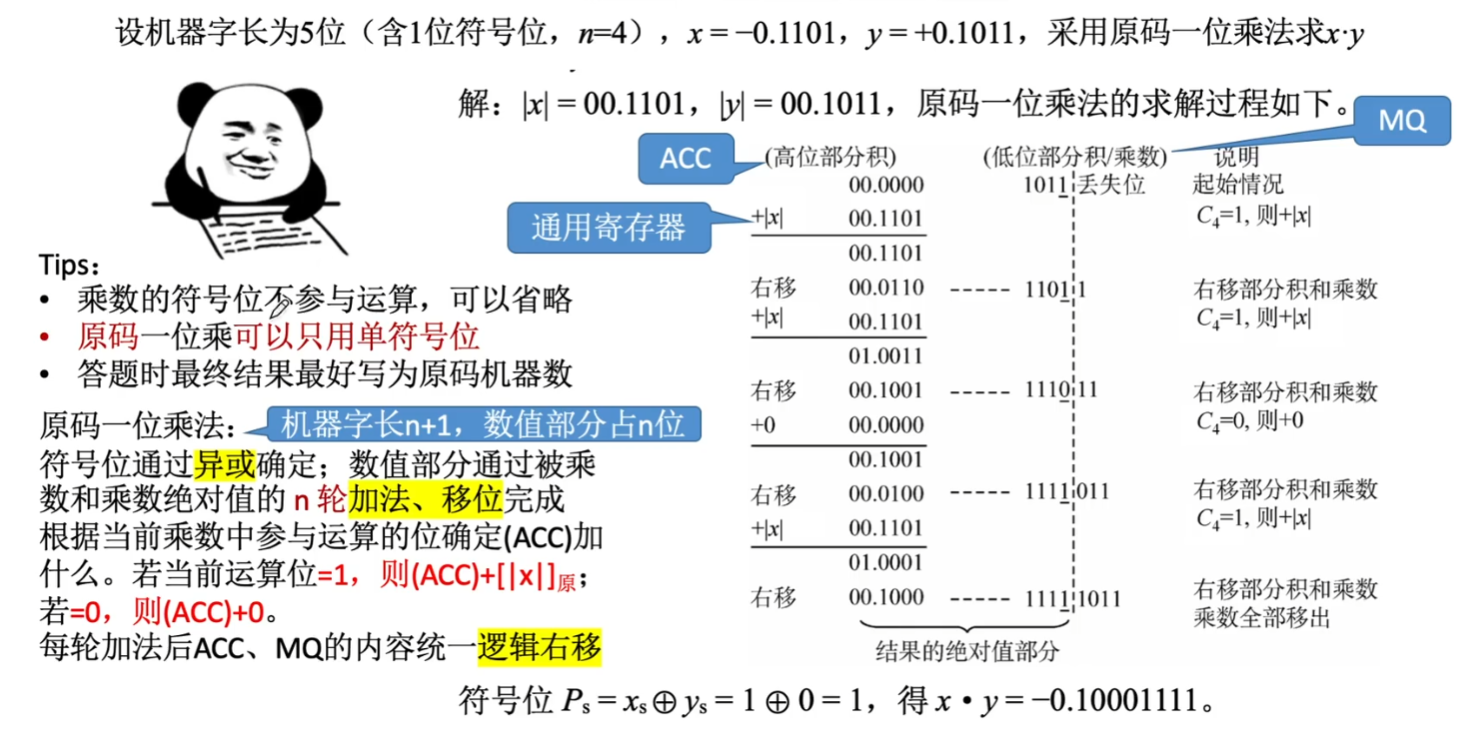 设机器字长为5位（含1位符号位，n=4），x = −0.1101，y = +0.1011，采用原码一位乘法求x·y
解：|x| = 00.1101，|y| = 00.1011，原码一位乘法的求解过程如下。
MQ
ACC
(高位部分积) (低位部分积/乘数) 说明
00.0000 1011 丢失位 起始情况
通用寄存器
+|x| 00.1101 C₄=1, 则+|x|
00.1101
右移 00.0110 ----- 1101 1 右移部分积和乘数
+|x| 00.1101 C₄=1, 则+|x|
01.0011
右移 00.1001 ----- 1110 11 右移部分积和乘数
+0 00.0000 C₄=0, 则+0
00.1001
右移 00.0100 ----- 1111 011 右移部分积和乘数
+|x| 00.1101 C₄=1, 则+|x|
01.0001
右移 00.1000 ----- 1111 1011 右移部分积和乘数
乘数全部移出
结果的绝对值部分
Tips：
• 乘数的符号位不参与运算，可以省略
• 原码一位乘可以只用单符号位
• 答题时最终结果最好写为原码机器数
原码一位乘法：
机器字长n+1，数值部分占n位
符号位通过异或确定；数值部分通过被乘
数和乘数绝对值的 n 轮加法、移位完成
根据当前乘数中参与运算的位确定(ACC)加
什么。若当前运算位=1，则(ACC)+[|x|]原；
若=0，则(ACC)+0。
每轮加法后ACC、MQ的内容统一逻辑右移
符号位 Pₛ = xₛ⊕yₛ = 1 ⊕ 0 = 1，得 x • y = −0.10001111。